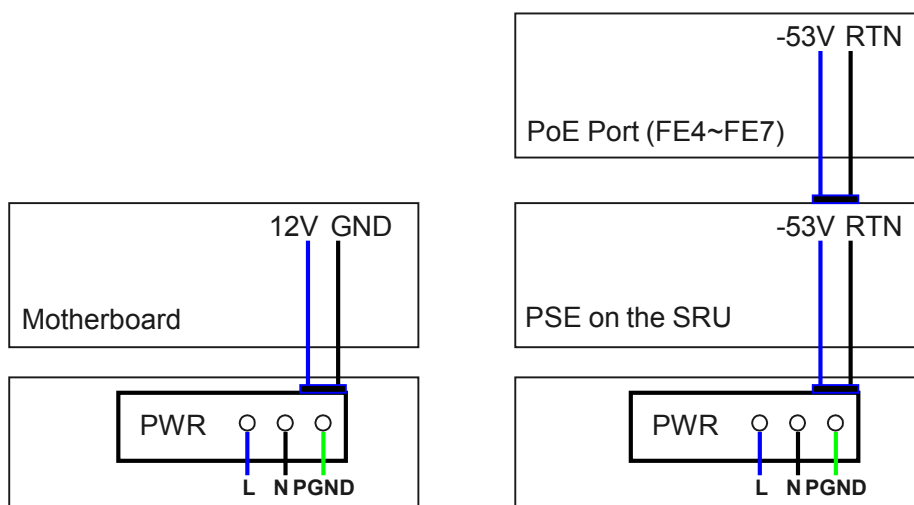 -53V RTN
PoE Port (FE4~FE7)
12V GND
Motherboard
-53V RTN
PSE on the SRU
PWR
L N PGND
PWR
L N PGND